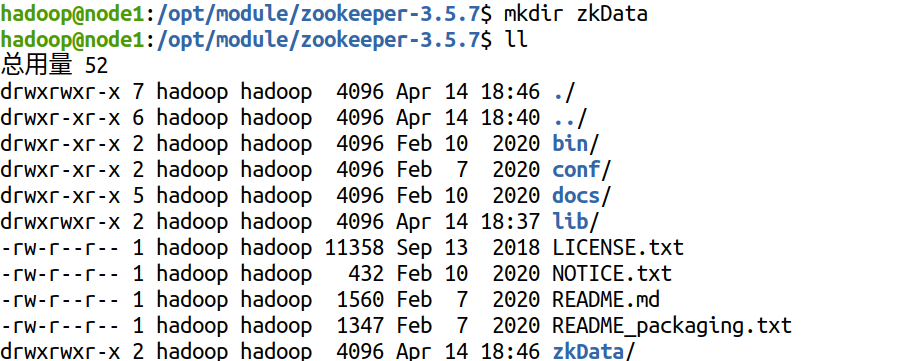 hadoop@node1:/opt/module/zookeeper-3.5.7$ mkdir zkData
hadoop@node1:/opt/module/zookeeper-3.5.7$ ll
总用量 52
drwxrwxr-x 7 hadoop hadoop  4096 Apr 14 18:46 ./
drwxr-xr-x 6 hadoop hadoop  4096 Apr 14 18:40 ../
drwxr-xr-x 2 hadoop hadoop  4096 Feb 10  2020 bin/
drwxr-xr-x 2 hadoop hadoop  4096 Feb  7  2020 conf/
drwxr-xr-x 5 hadoop hadoop  4096 Feb 10  2020 docs/
drwxrwxr-x 2 hadoop hadoop  4096 Apr 14 18:37 lib/
-rw-r--r-- 1 hadoop hadoop 11358 Sep 13  2018 LICENSE.txt
-rw-r--r-- 1 hadoop hadoop   432 Feb 10  2020 NOTICE.txt
-rw-r--r-- 1 hadoop hadoop  1560 Feb  7  2020 README.md
-rw-r--r-- 1 hadoop hadoop  1347 Feb  7  2020 README_packaging.txt
drwxrwxr-x 2 hadoop hadoop  4096 Apr 14 18:46 zkData/